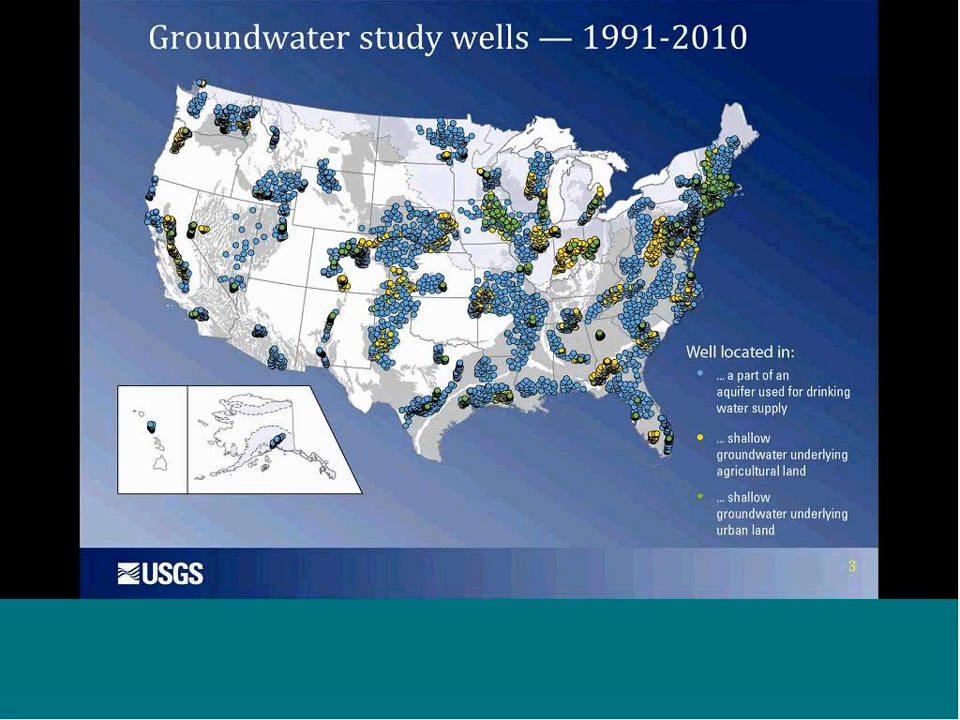 Groundwater study wells — 1991-2010
Well located in:
... a part of an
aquifer used for drinking
water supply
... shallow
groundwater underlying
agricultural land
... shallow
groundwater underlying
urban land
USGS
3